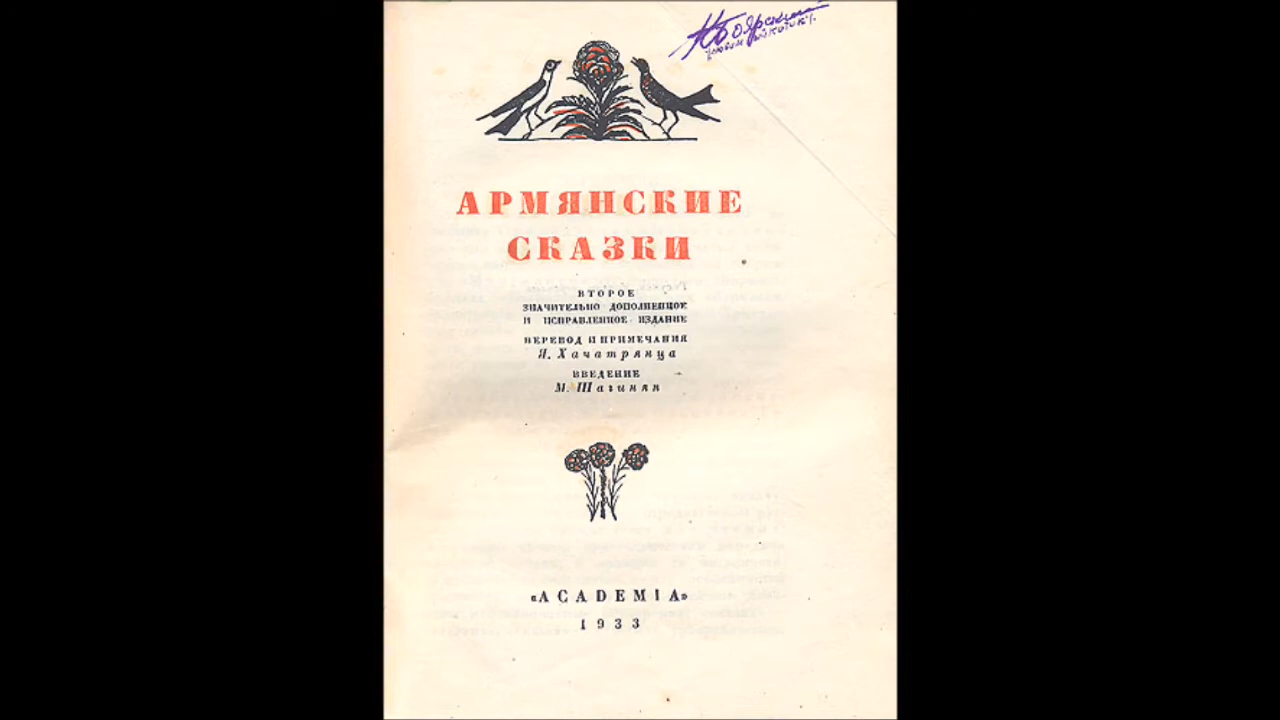 АРМЯНСКИЕ
СКАЗКИ
ВТОРОЕ
ЗНАЧИТЕЛЬНО ДОПОЛНЕННОЕ
И ИСПРАВЛЕННОЕ ИЗДАНИЕ
ПЕРЕВОД И ПРИМЕЧАНИЯ
Я. Хачатрянца
ВВЕДЕНИЕ
М. Шагинян
«ACADEMIA»
1933